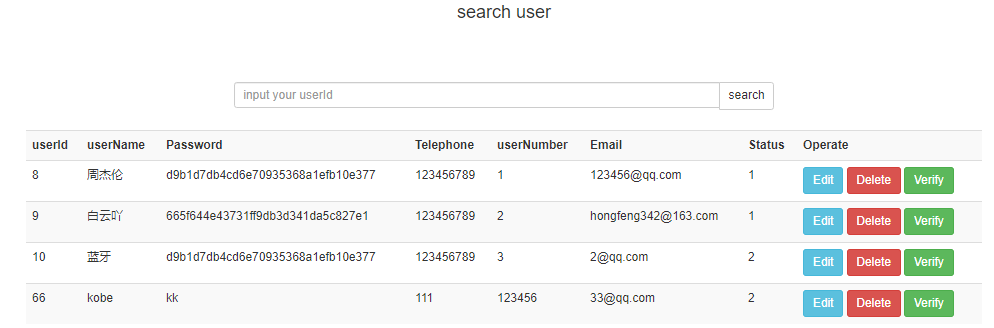 search user
input your userId search
userId userName Password Telephone userNumber Email Status Operate
8 周杰伦 d9b1d7db4cd6e70935368a1efb10e377 123456789 1 123456@qq.com 1 Edit Delete Verify
9 白云吖 665f644e43731ff9db3d341da5c827e1 123456789 2 hongfeng342@163.com 1 Edit Delete Verify
10 蓝牙 d9b1d7db4cd6e70935368a1efb10e377 123456789 3 2@qq.com 2 Edit Delete Verify
66 kobe kk 111 123456 33@qq.com 2 Edit Delete Verify